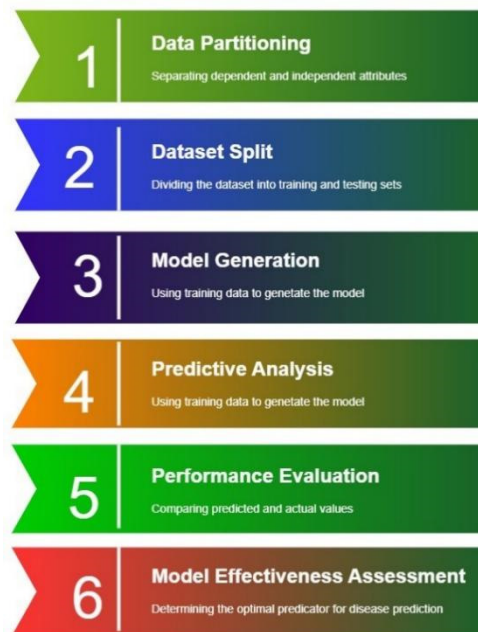 1
Data Partitioning
Separating dependent and independent attributes
2
Dataset Split
Dividing the dataset into training and testing sets
3
Model Generation
Using training data to genetate the model
4
Predictive Analysis
Using training data to genetate the model
5
Performance Evaluation
Comparing predicted and actual values
6
Model Effectiveness Assessment
Determining the optimal predicator for disease prediction